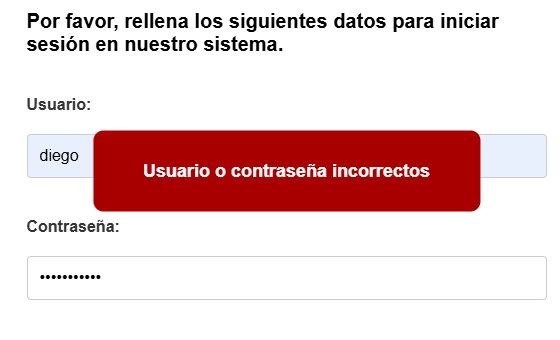 Por favor, rellena los siguientes datos para iniciar
sesión en nuestro sistema.
Usuario:
diego
Usuario o contraseña incorrectos
Contraseña:
•••••••••••